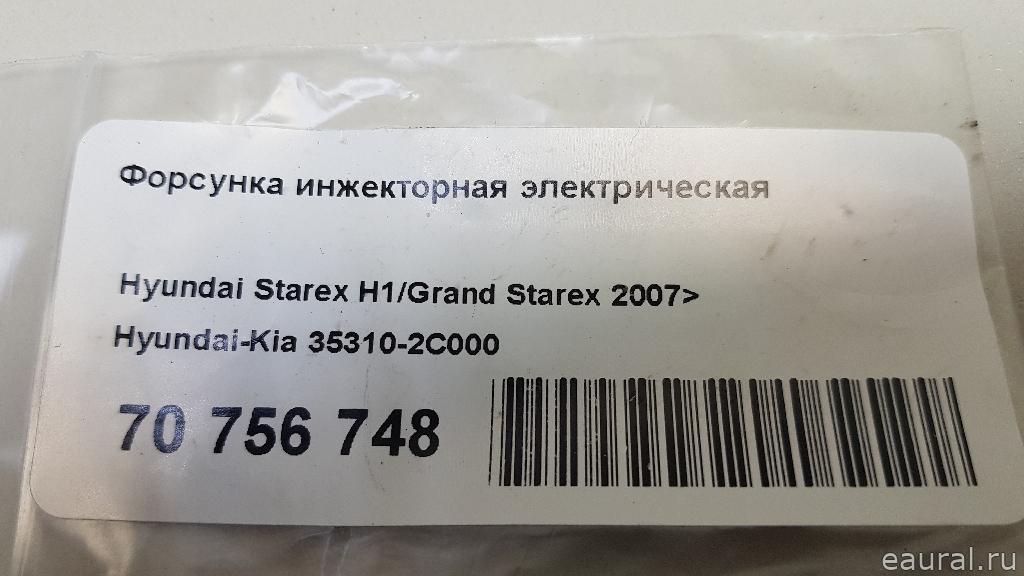 Форсунка инжекторная электрическая
Hyundai Starex H1/Grand Starex 2007>
Hyundai-Kia 35310-2C000
70 756 748
eaural.ru